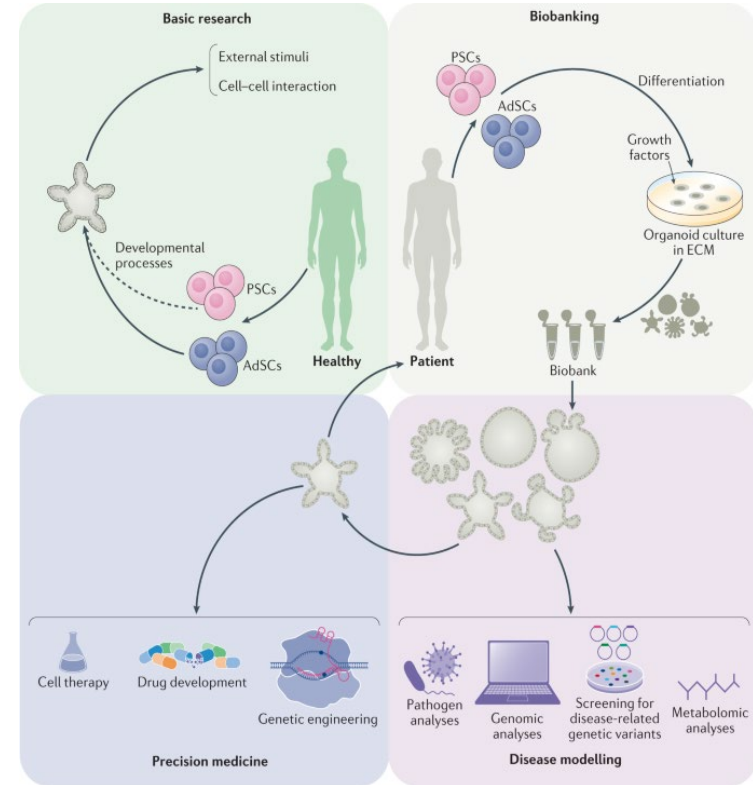 Basic research
External stimuli
Cell–cell interaction
Developmental
processes
PSCs
AdSCs
Healthy
Biobanking
PSCs
AdSCs
Differentiation
Growth
factors
Organoid culture
in ECM
Biobank
Patient
Cell therapy
Drug development
Genetic engineering
Precision medicine
Pathogen
analyses
Genomic
analyses
Screening for
disease-related
genetic variants
Metabolomic
analyses
Disease modelling